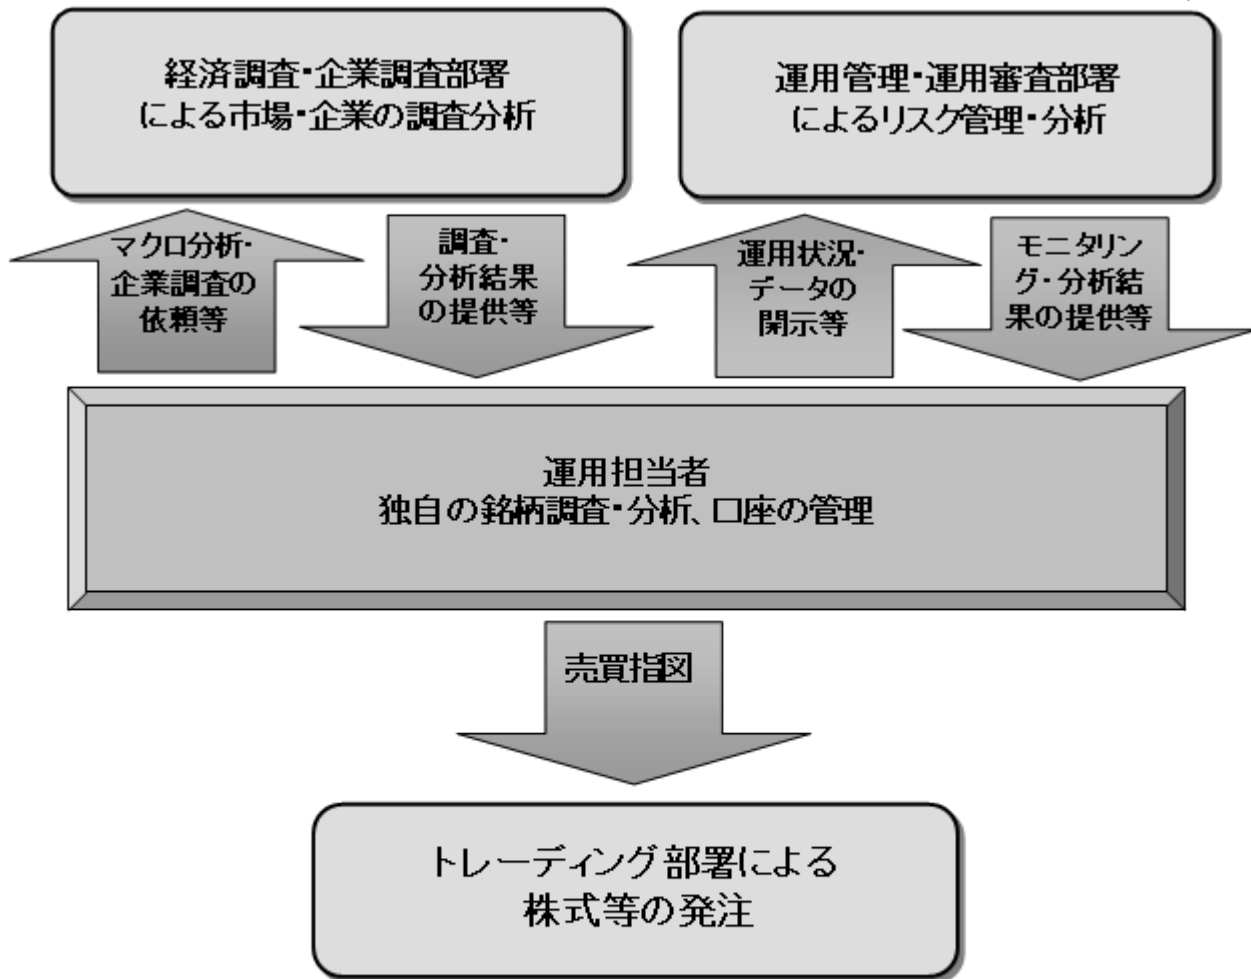 経済調査・企業調査部署
による市場・企業の調査分析
運用管理・運用審査部署
によるリスク管理・分析
マクロ分析・
企業調査の
依頼等
調査・
分析結果
の提供等
運用状況・
データの
開示等
モニタリン
グ・分析結
果の提供等
運用担当者
独自の銘柄調査・分析、口座の管理
売買指図
トレーディング部署による
株式等の発注